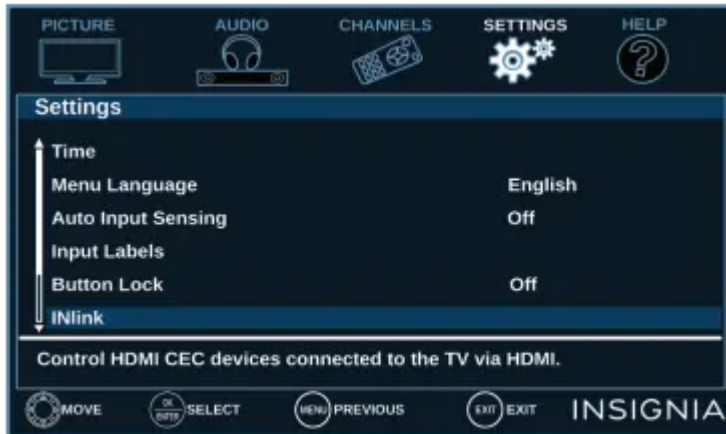 PICTURE AUDIO CHANNELS SETTINGS HELP
?
Settings
Time
Menu Language English
Auto Input Sensing Off
Input Labels
Button Lock Off
INlink
Control HDMI CEC devices connected to the TV via HDMI.
MOVE OK ENTER SELECT MENU PREVIOUS EXIT EXIT INSIGNIA